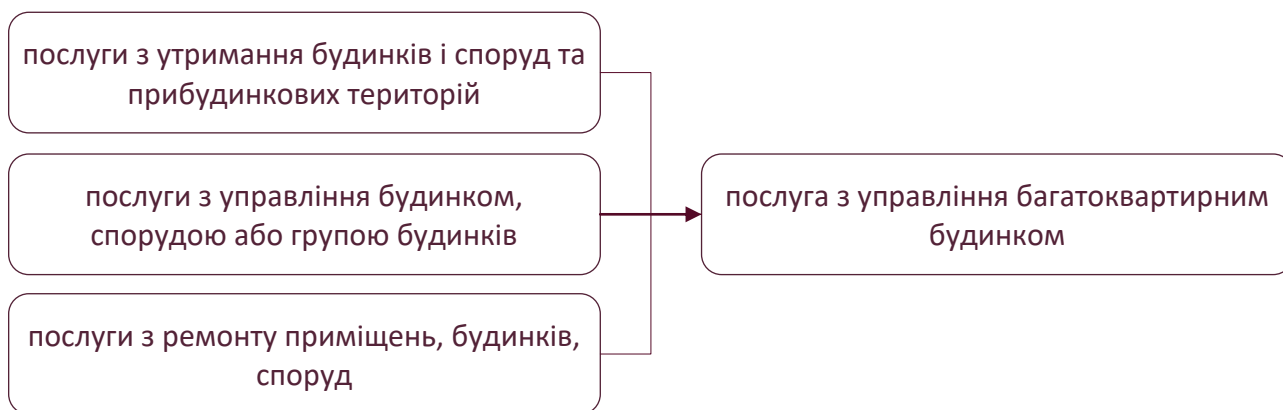 послуги з утримання будинків і споруд та
прибудинкових територій
послуги з управління будинком,
спорудою або групою будинків
послуги з ремонту приміщень, будинків,
споруд
послуга з управління багатоквартирним
будинком